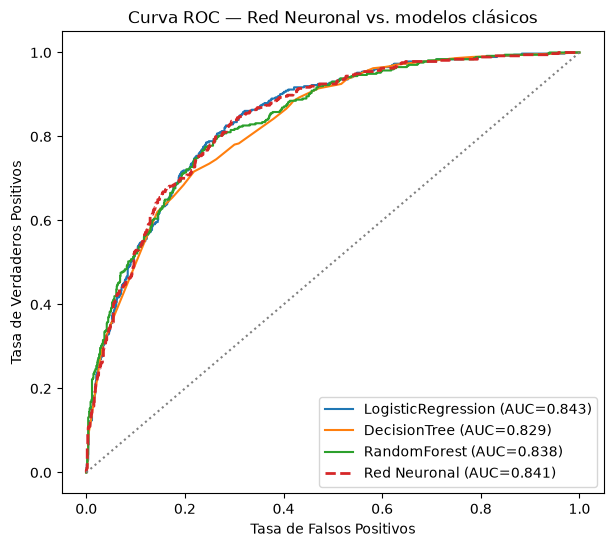 Curva ROC — Red Neuronal vs. modelos clásicos
Tasa de Verdaderos Positivos
1.0
0.8
0.6
0.4
0.2
0.0
LogisticRegression (AUC=0.843)
DecisionTree (AUC=0.829)
RandomForest (AUC=0.838)
Red Neuronal (AUC=0.841)
0.0 0.2 0.4 0.6 0.8 1.0
Tasa de Falsos Positivos